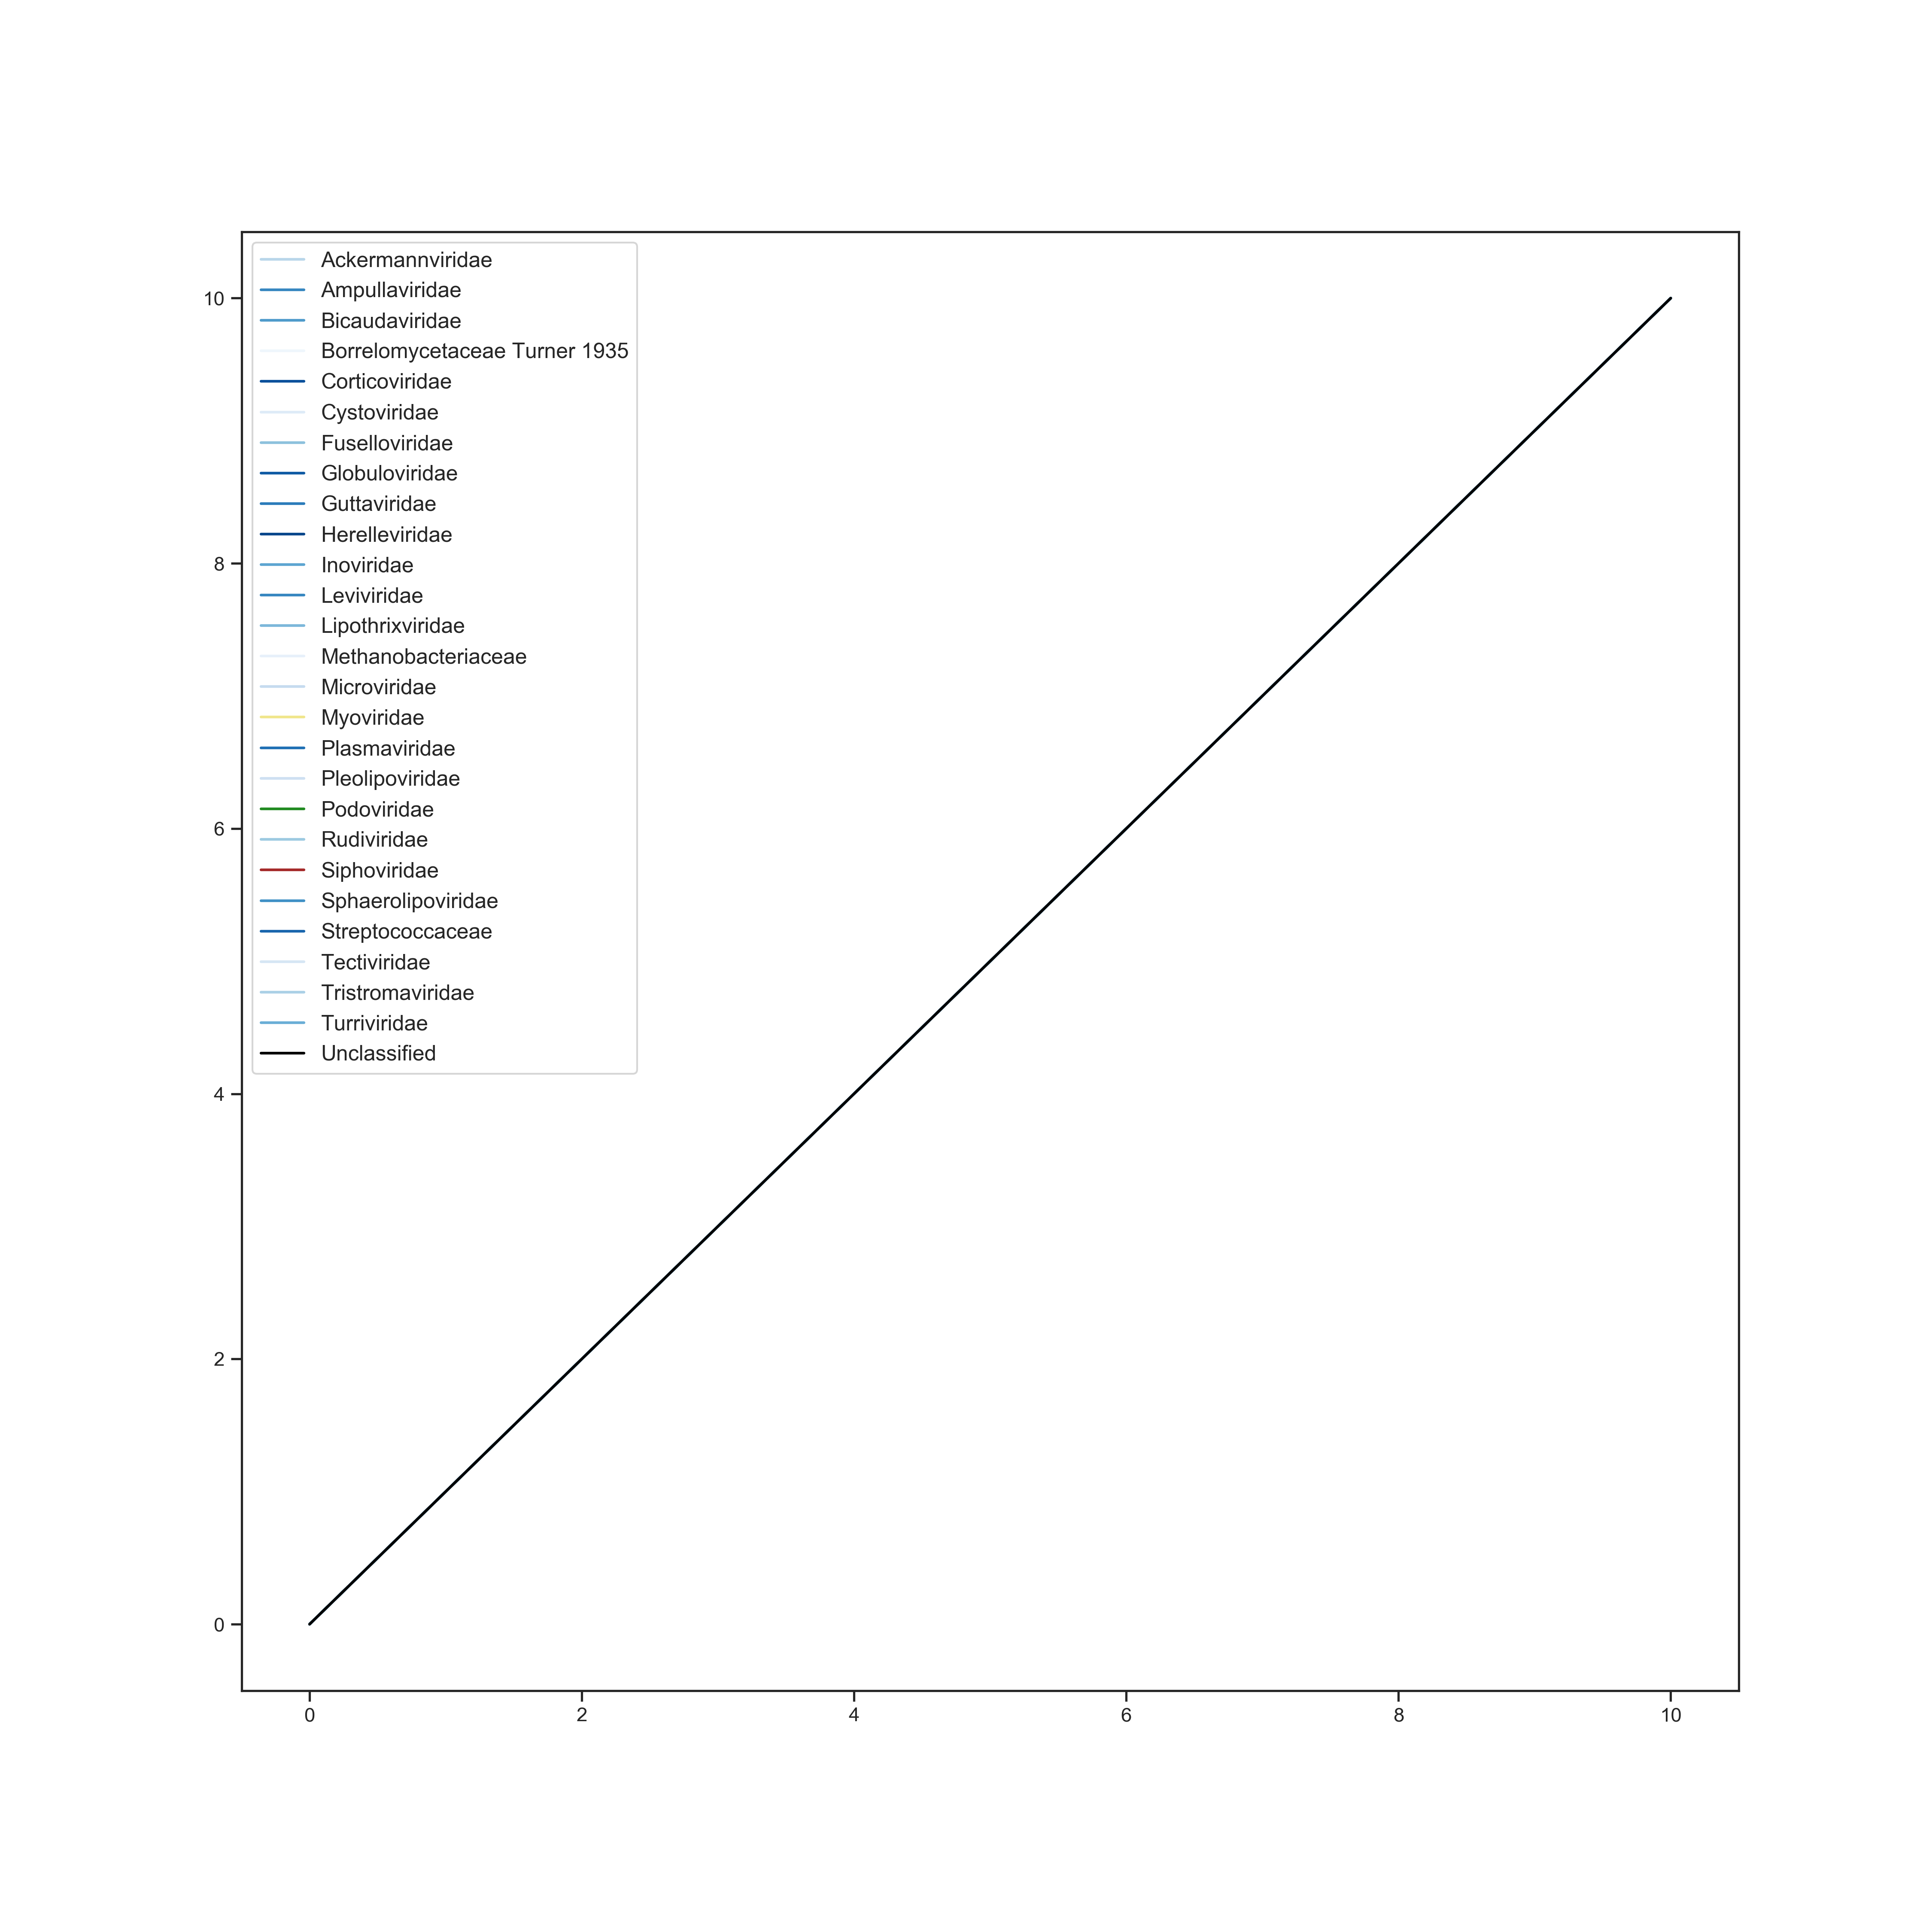 Ackermannviridae
Ampullaviridae
Bicaudaviridae
Borrelomycetaceae Turner 1935
Corticoviridae
Cystoviridae
Fuselloviridae
Globuloviridae
Guttaviridae
Herelleviridae
Inoviridae
Leviviridae
Lipothrixviridae
Methanobacteriaceae
Microviridae
Myoviridae
Plasmaviridae
Pleolipoviridae
Podoviridae
Rudiviridae
Siphoviridae
Sphaerolipoviridae
Streptococcaceae
Tectiviridae
Tristromaviridae
Turriviridae
Unclassified
10
8
6
4
2
0
0 2 4 6 8 10